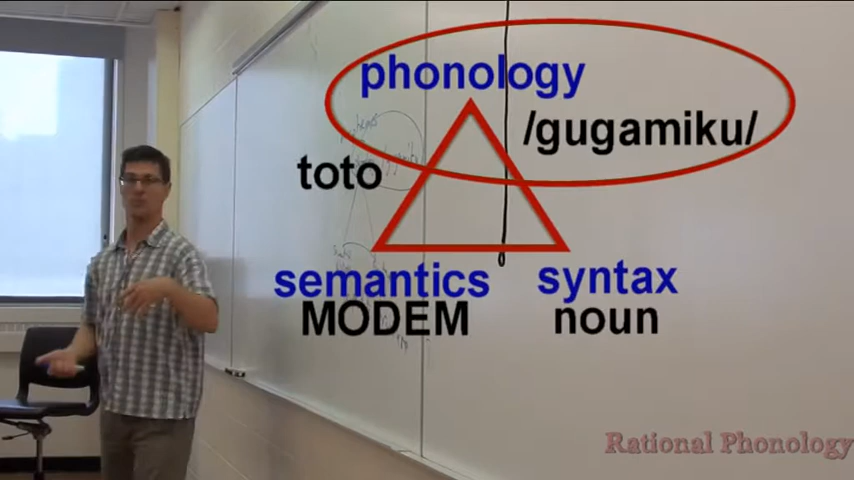 phonology
/gugamiku/
toto
semantics
syntax
MODEM
noun
Rational Phonology